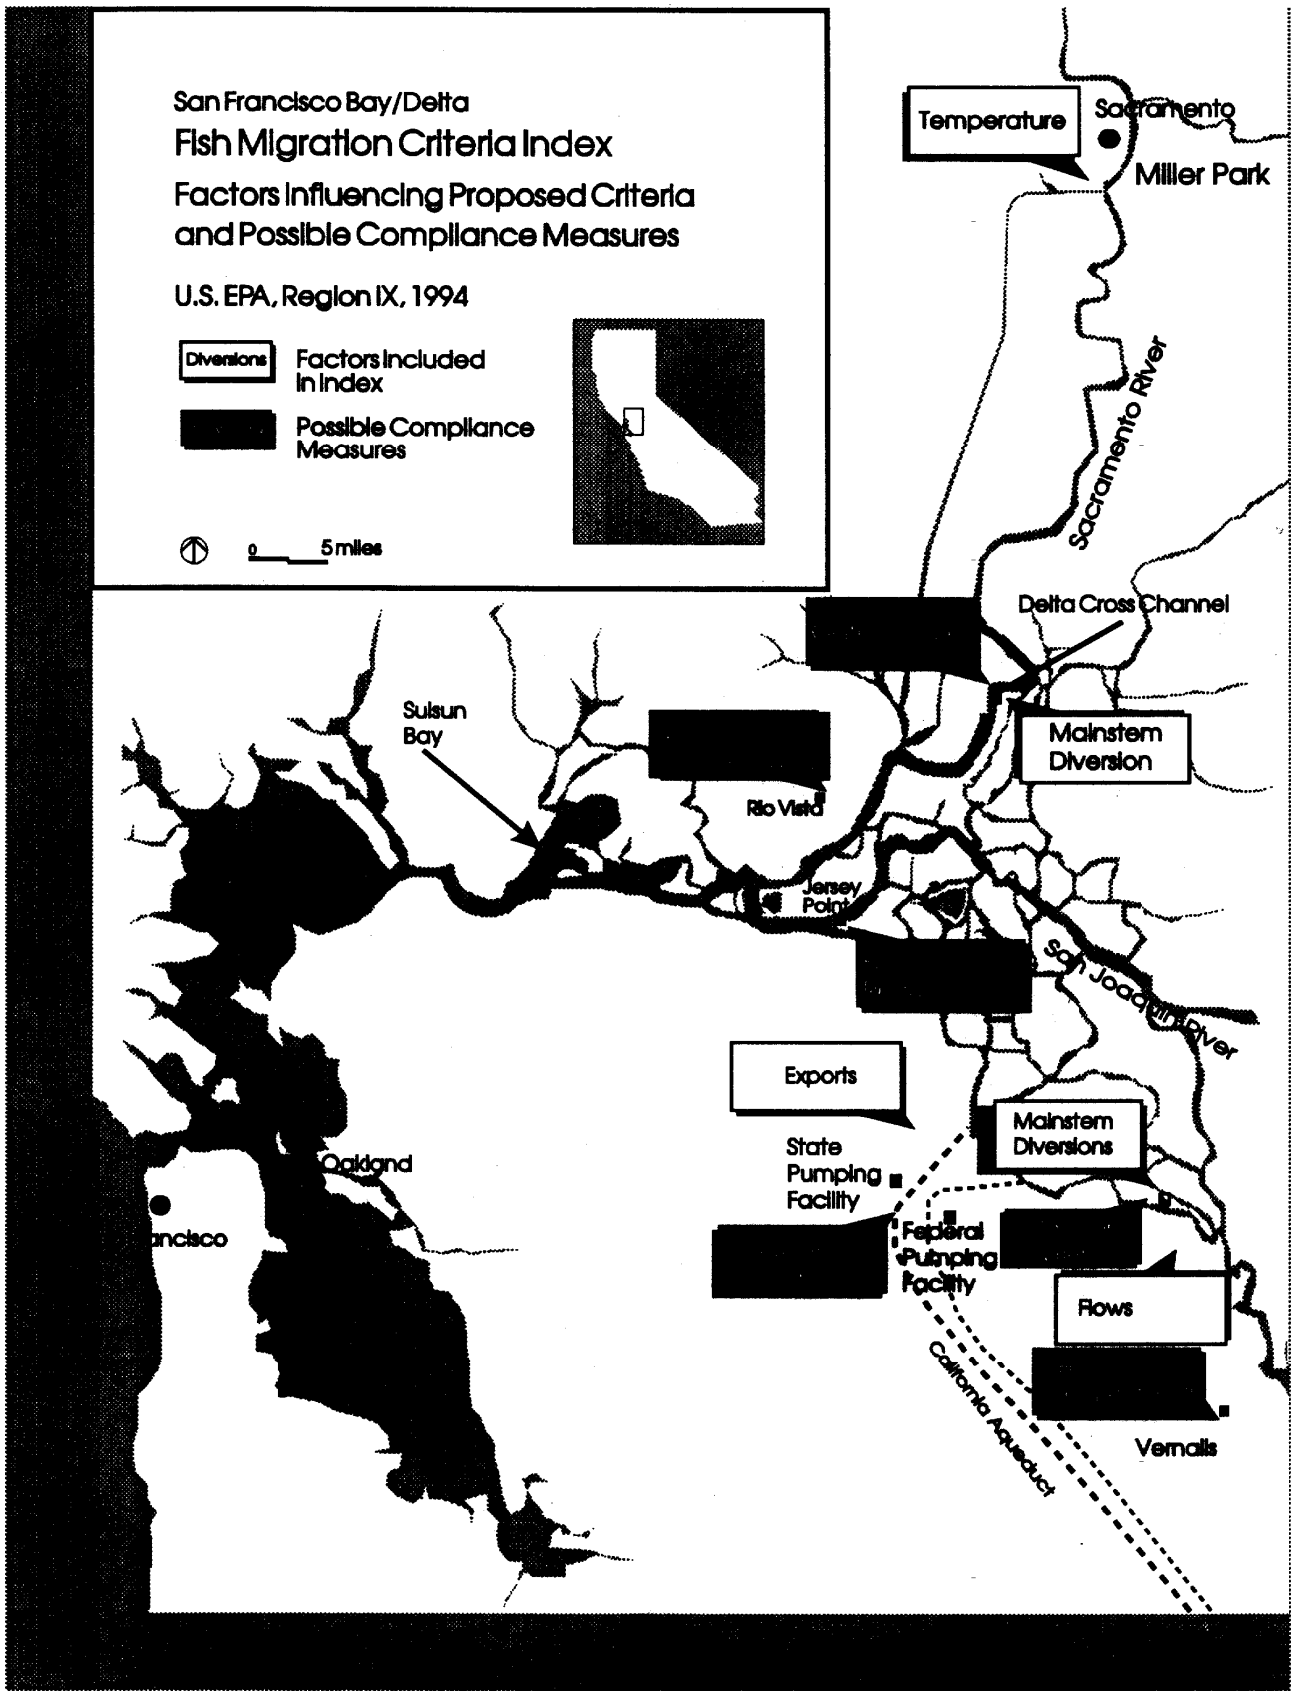 San Francisco Bay/Delta
Fish Migration Criteria Index
Factors Influencing Proposed Criteria
and Possible Compliance Measures
U.S. EPA, Region IX, 1994
Diversions
Factors Included
In Index
Possible Compliance
Measures
0 5 miles
Temperature
Sacramento
Miller Park
Sacramento River
Delta Cross Channel
Suisun
Bay
Mainstem
Diversion
Rio Vista
Jersey
Point
San Joaquin River
Exports
Mainstem
Diversions
State
Pumping
Facility
Oakland
ancisco
Federal
Pumping
Facility
Flows
California Aqueduct
Vernalis